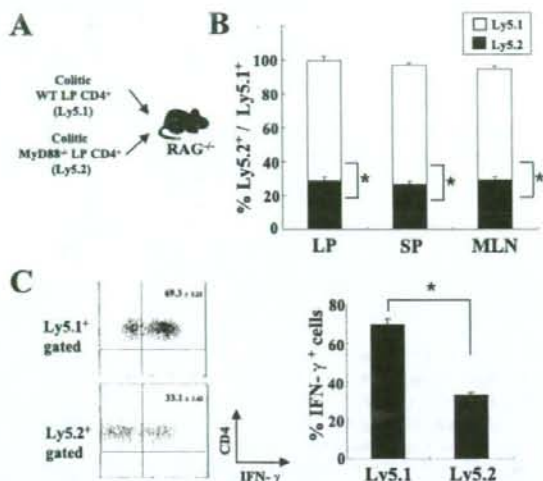 A
Colitic
WT LP CD4⁺
(Ly5.1)
Colitic
MyD88⁻/⁻ LP CD4⁺
(Ly5.2)
RAG⁻/⁻
B
Ly5.1
Ly5.2
% Ly5.2⁺ / Ly5.1⁺
100
80
60
40
20
*
*
*
LP
SP
MLN
C
Ly5.1⁺
gated
Ly5.2⁺
gated
33.1
CD4
IFN- γ
% IFN- γ ⁺ cells
80
60
40
20
0
*
Ly5.1
Ly5.2